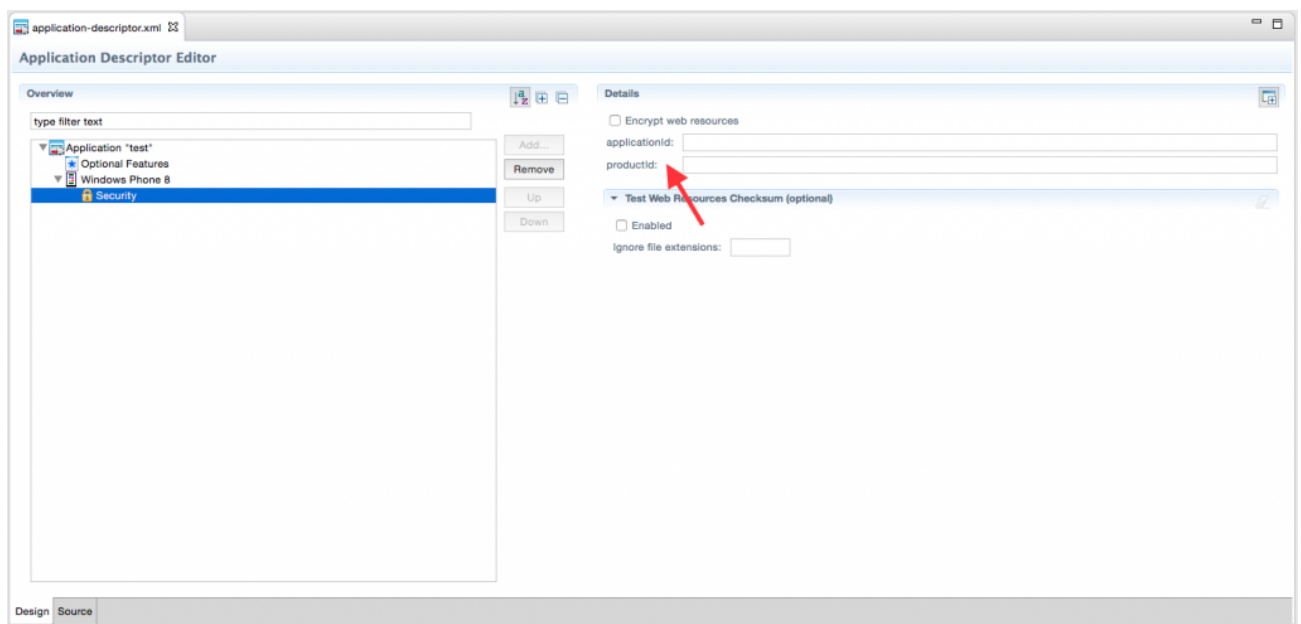 application-descriptor.xml
Application Descriptor Editor
Overview
type filter text
Application "test"
Optional Features
Windows Phone 8
Security
Add...
Remove
Up
Down
Details
Encrypt web resources
applicationId:
productId:
Test Web Resources Checksum (optional)
Enabled
Ignore file extensions:
Design Source